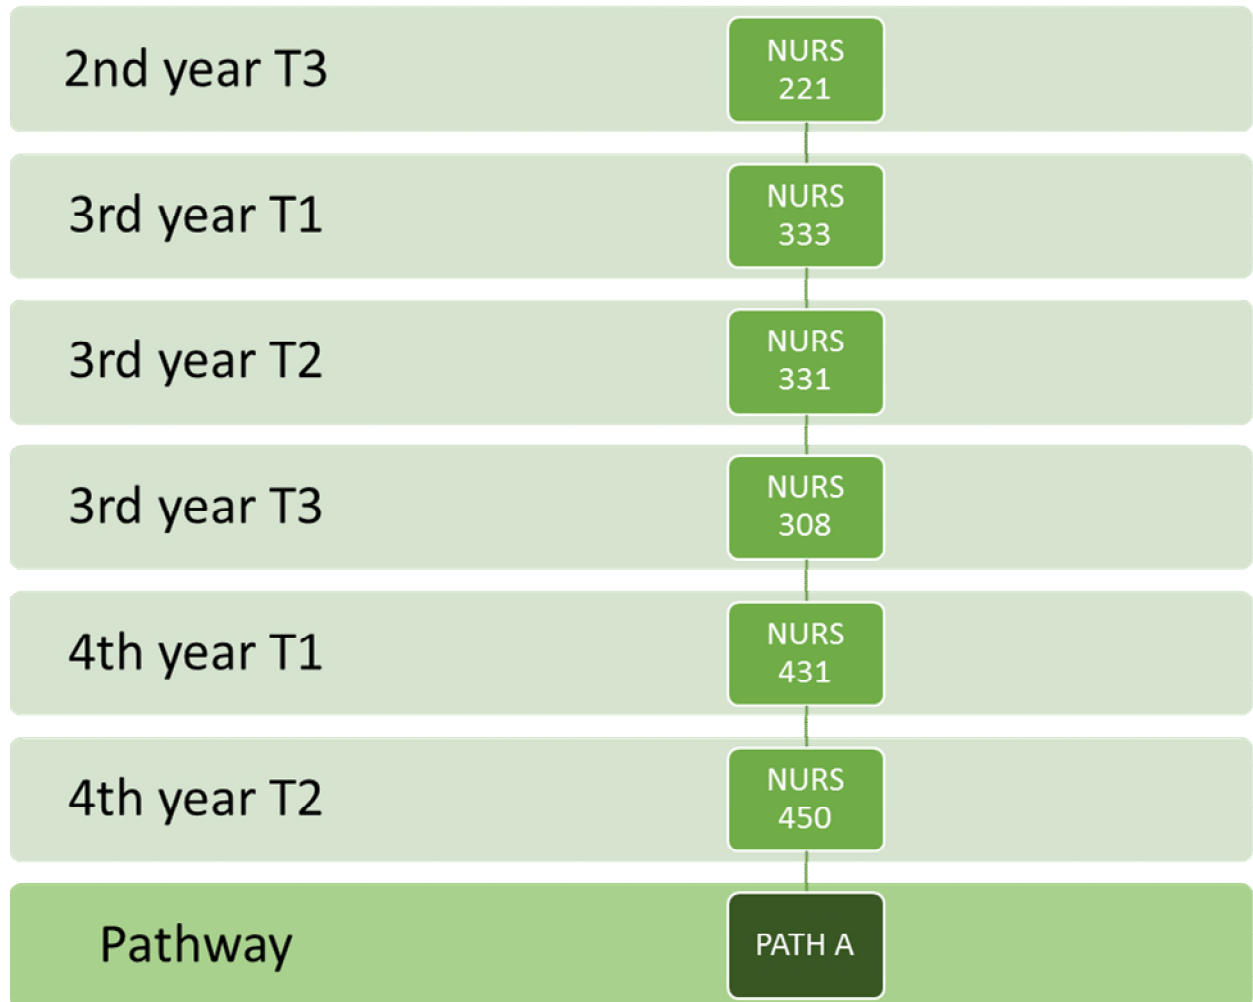 2nd year T3
NURS
221
3rd year T1
NURS
333
3rd year T2
NURS
331
3rd year T3
NURS
308
4th year T1
NURS
431
4th year T2
NURS
450
Pathway
PATH A